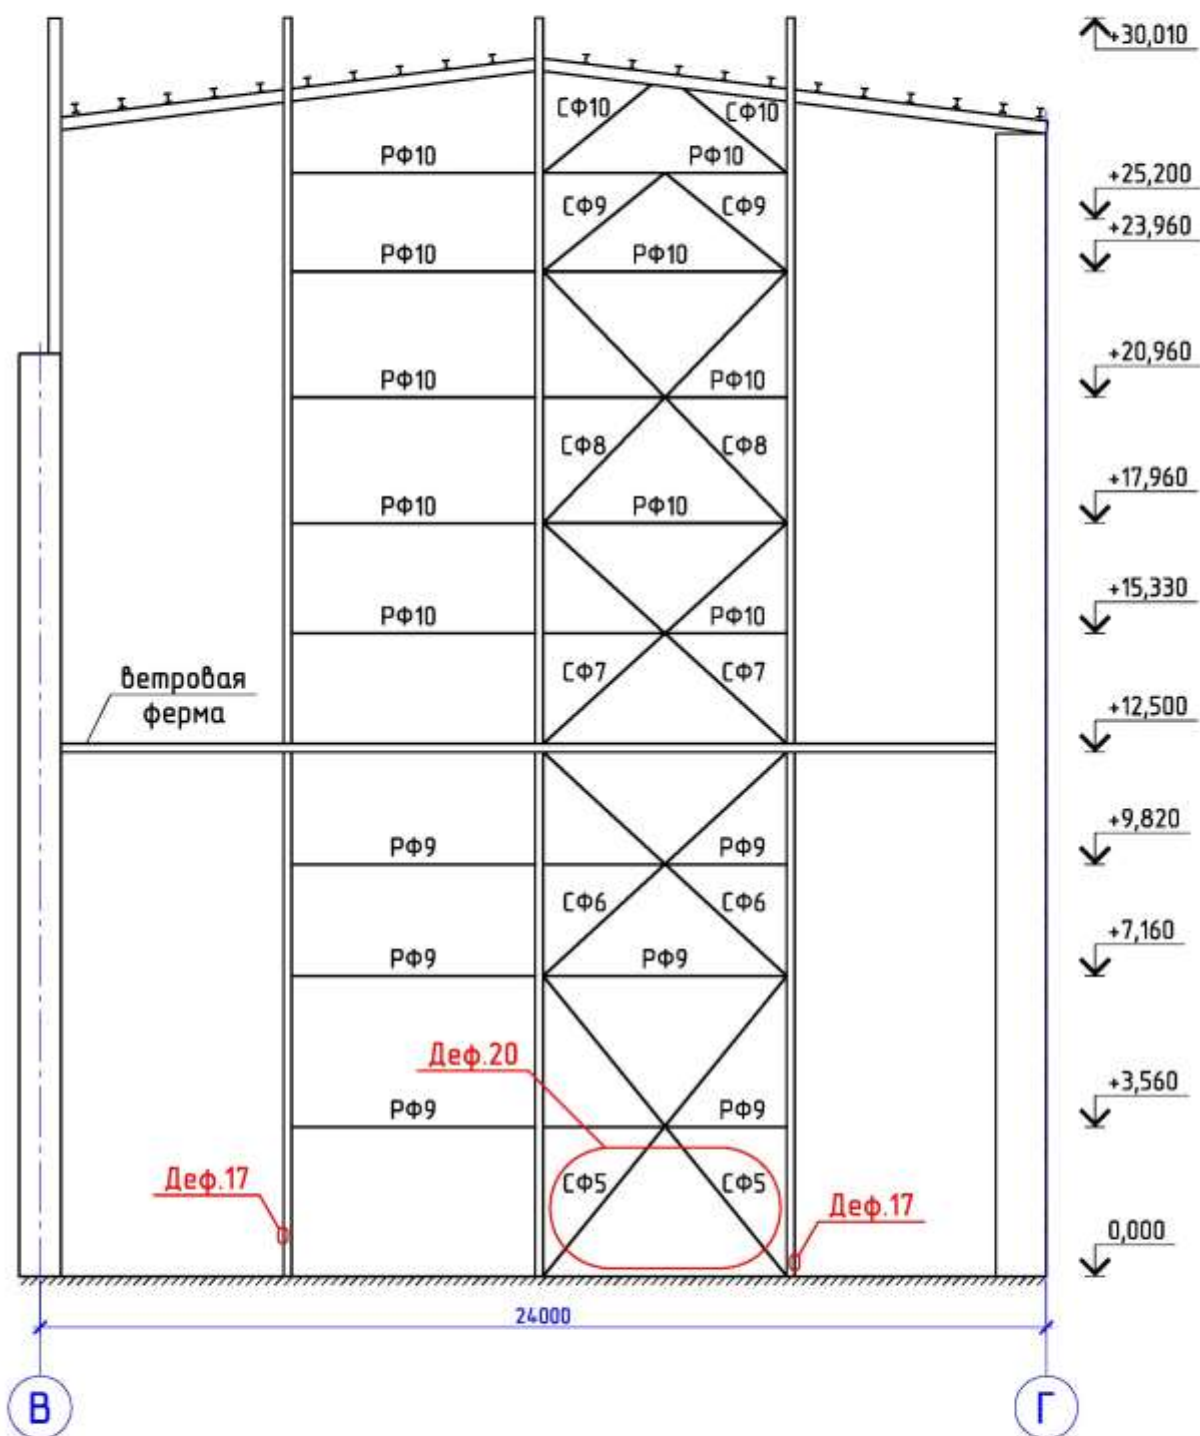 +30,010
СФ10
СФ10
РФ10
РФ10
+25,200
СФ9
СФ9
+23,960
РФ10
РФ10
+20,960
РФ10
РФ10
СФ8
СФ8
+17,960
РФ10
РФ10
+15,330
РФ10
РФ10
СФ7
СФ7
ветровая
ферма
+12,500
+9,820
РФ9
РФ9
СФ6
СФ6
+7,160
РФ9
РФ9
Деф.20
+3,560
РФ9
РФ9
Деф.17
СФ5
СФ5
Деф.17
0,000
24000
В
Г